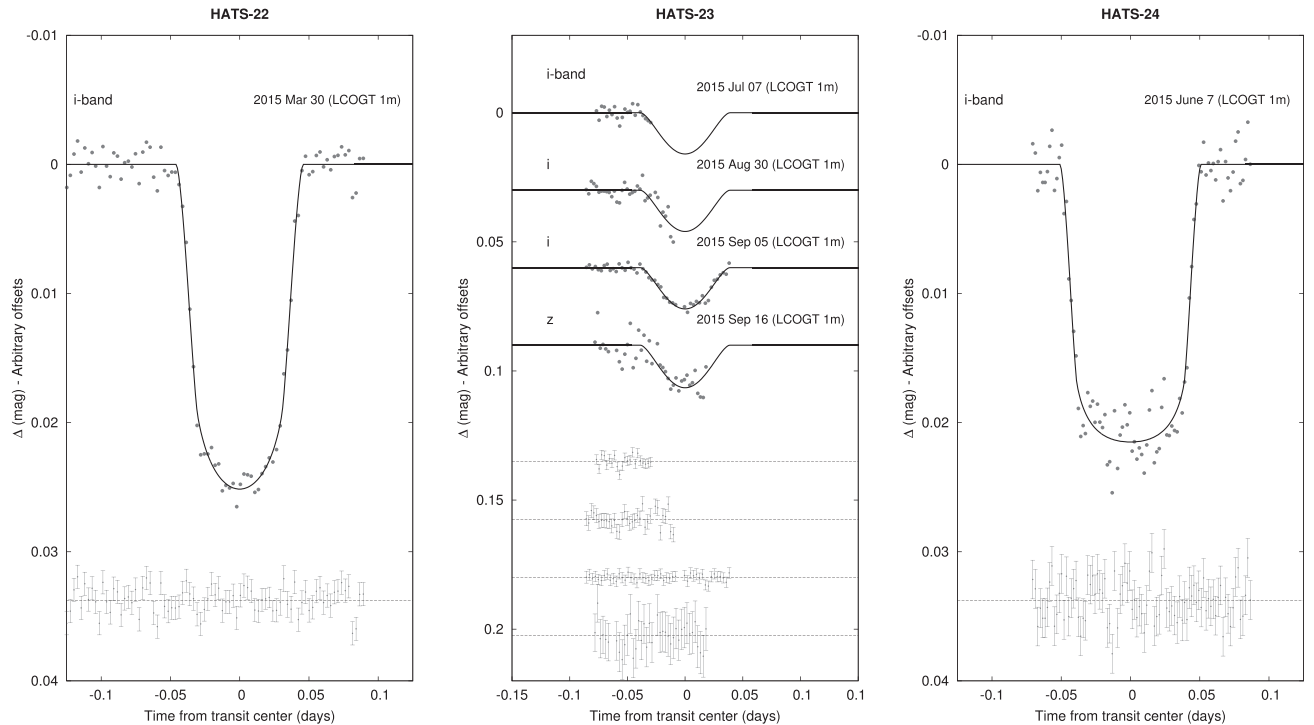 HATS-22
-0.01
0
0.01
0.02
0.03
0.04
Δ (mag) - Arbitrary offsets
i-band
2015 Mar 30 (LCOGT 1m)
-0.1
-0.05
0
0.05
0.1
Time from transit center (days)
HATS-23
0
0.05
0.1
0.15
0.2
Δ (mag) - Arbitrary offsets
i-band
2015 Jul 07 (LCOGT 1m)
i
2015 Aug 30 (LCOGT 1m)
i
2015 Sep 05 (LCOGT 1m)
z
2015 Sep 16 (LCOGT 1m)
-0.15
-0.1
-0.05
0
0.05
0.1
0.1
Time from transit center (days)
HATS-24
-0.01
0
0.01
0.02
0.03
0.04
Δ (mag) - Arbitrary offsets
i-band
2015 June 7 (LCOGT 1m)
-0.1
-0.05
0
0.05
0.1
Time from transit center (days)